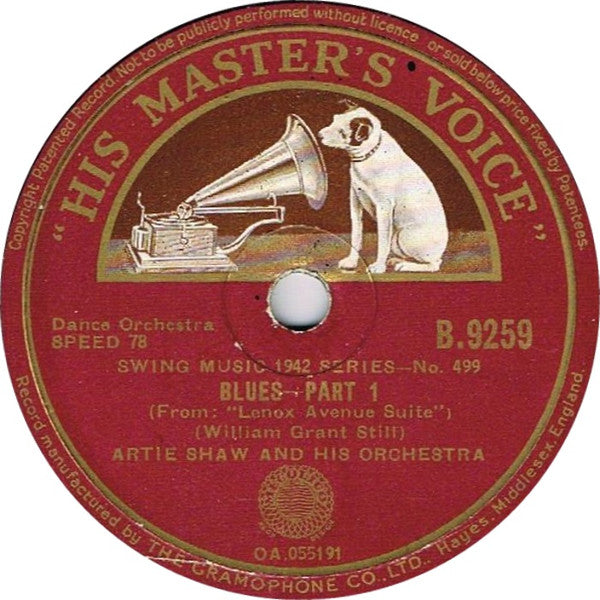 Copyright Patented Record. Not to be publicly performed without licence or sold below price fixed by Patentees.
"HIS MASTER'S VOICE"
Dance Orchestra
SPEED 78
B.9259
SWING MUSIC 1942 SERIES—No. 499
BLUES—PART 1
(From: "Lenox Avenue Suite")
(William Grant Still)
ARTIE SHAW AND HIS ORCHESTRA
OA.055191
Record manufactured by THE GRAMOPHONE CO., LTD., Hayes, Middlesex, England.